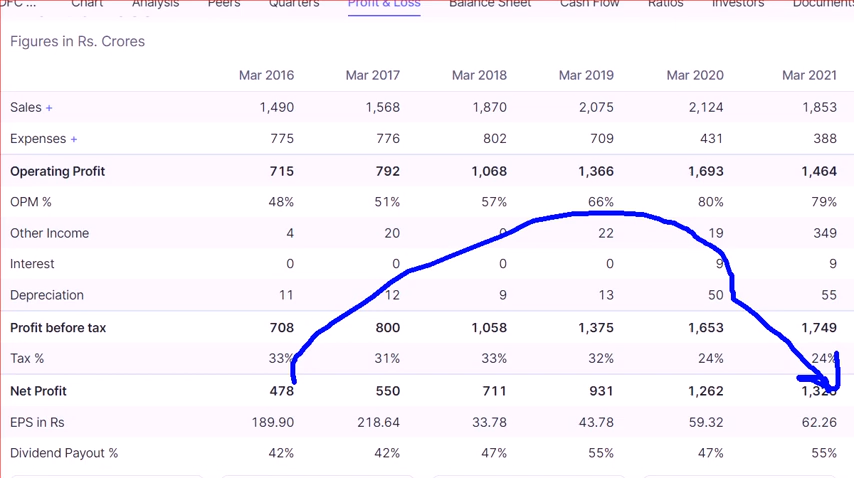 Chart Analysis Peers Quarters Profit & Loss Balance Sheet Cash Flow Ratios Investors Documents
Figures in Rs. Crores
Mar 2016 Mar 2017 Mar 2018 Mar 2019 Mar 2020 Mar 2021
Sales + 1,490 1,568 1,870 2,075 2,124 1,853
Expenses + 775 776 802 709 431 388
Operating Profit 715 792 1,068 1,366 1,693 1,464
OPM % 48% 51% 57% 66% 80% 79%
Other Income 4 20 0 22 19 349
Interest 0 0 0 0 9 9
Depreciation 11 12 9 13 50 55
Profit before tax 708 800 1,058 1,375 1,653 1,749
Tax % 33% 31% 33% 32% 24% 24%
Net Profit 478 550 711 931 1,262
EPS in Rs 189.90 218.64 33.78 43.78 59.32 62.26
Dividend Payout % 42% 42% 47% 55% 47% 55%